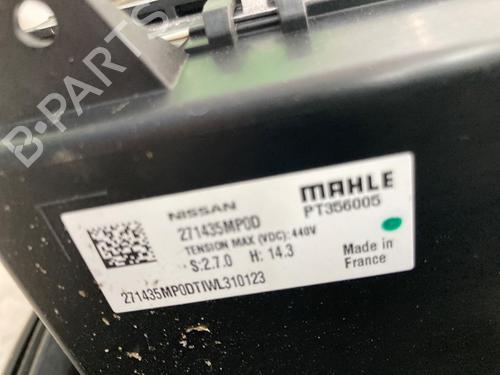 B-PARTS
NISSAN
271435MP0D
TENSION MAX (VDC): 440V
S:2.7.0 H: 14.3
271435MP0DTIWL310123
MAHLE
PT356005
Made in
France